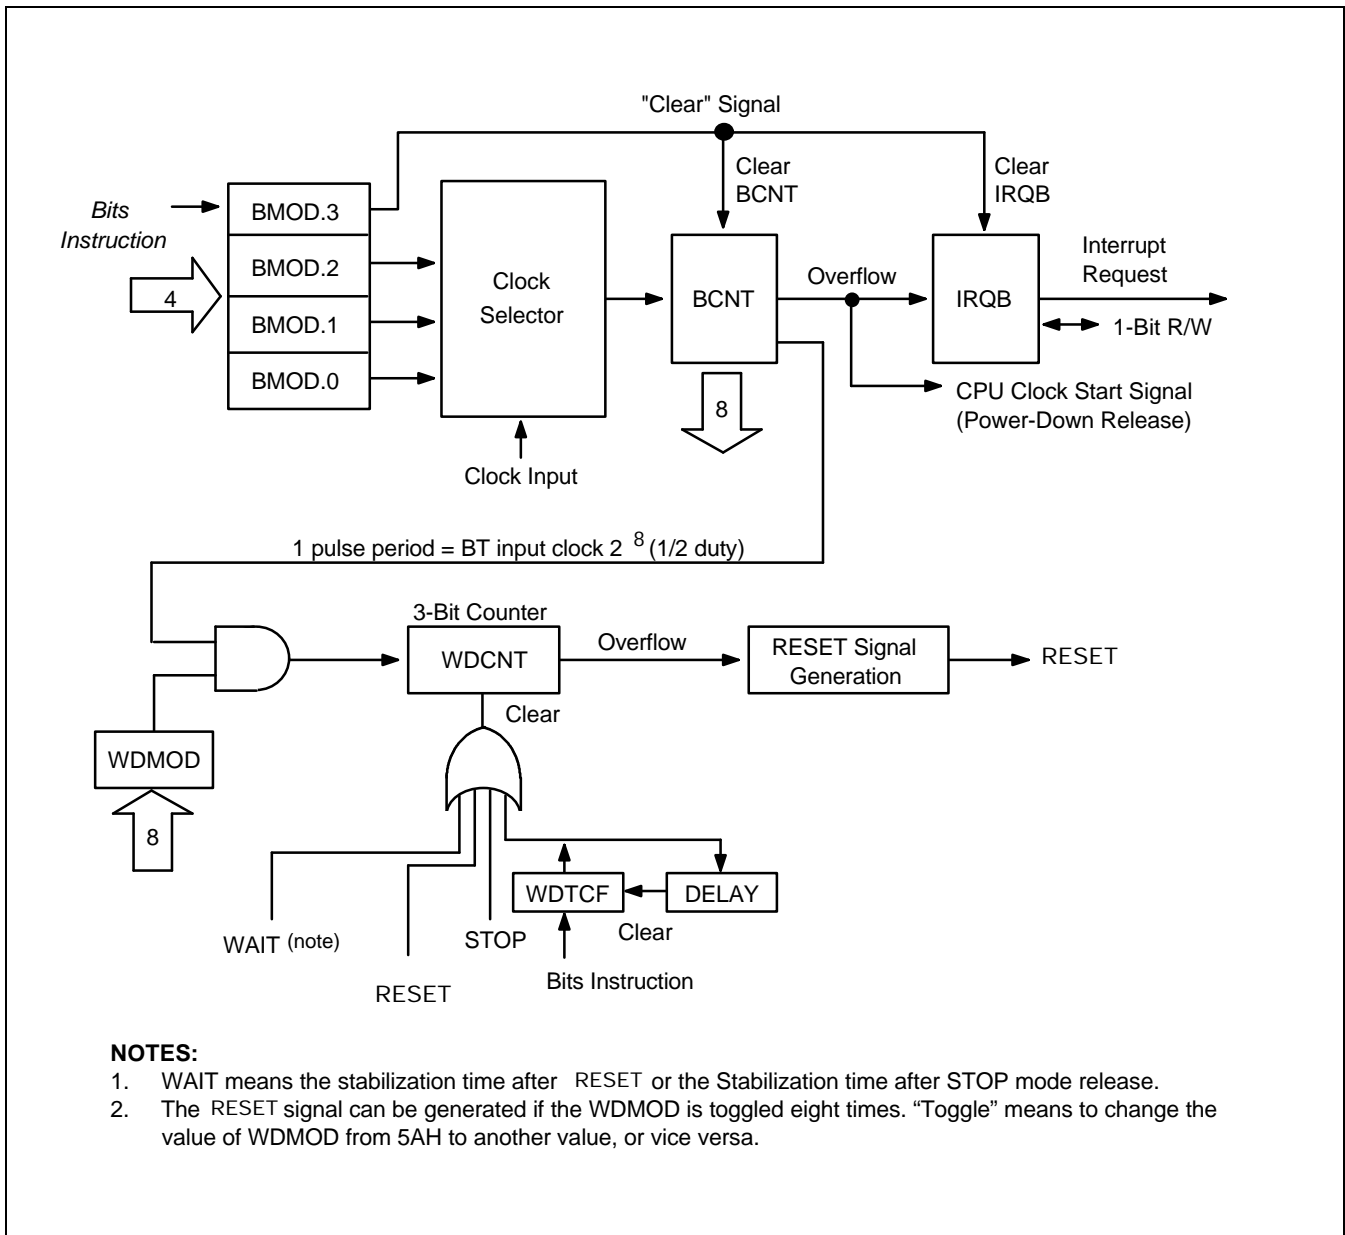 "Clear" Signal
Clear
BCNT
Clear
IRQB
Bits
Instruction
4
BMOD.3
BMOD.2
BMOD.1
BMOD.0
Clock
Selector
Clock Input
BCNT
8
Overflow
IRQB
Interrupt
Request
1-Bit R/W
CPU Clock Start Signal
(Power-Down Release)
1 pulse period = BT input clock 2 8 (1/2 duty)
3-Bit Counter
WDCNT
Overflow
RESET Signal
Generation
RESET
Clear
WDMOD
8
WDTCF
DELAY
Clear
Bits Instruction
WAIT (note)
STOP
RESET
NOTES:
1. WAIT means the stabilization time after RESET or the Stabilization time after STOP mode release.
2. The RESET signal can be generated if the WDMOD is toggled eight times. “Toggle” means to change the
value of WDMOD from 5AH to another value, or vice versa.